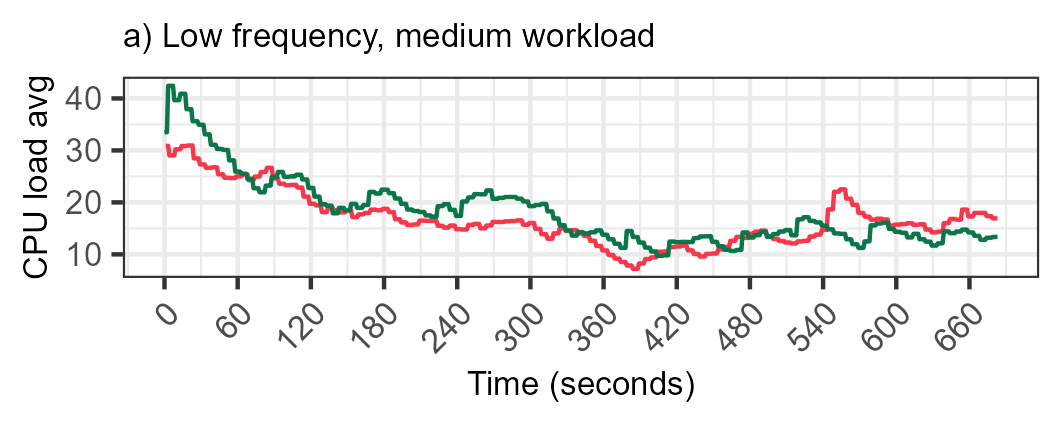 a) Low frequency, medium workload
CPU load avg
40
30
20
10
0 60 120 180 240 300 360 420 480 540 600 660
Time (seconds)